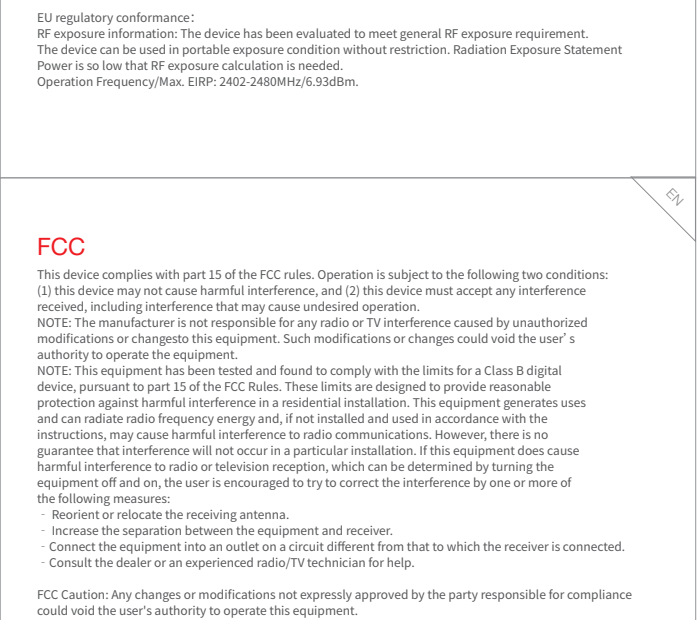 EU regulatory conformance：
RF exposure information: The device has been evaluated to meet general RF exposure requirement.
The device can be used in portable exposure condition without restriction. Radiation Exposure Statement
Power is so low that RF exposure calculation is needed.
Operation Frequency/Max. EIRP: 2402-2480MHz/6.93dBm.
EN
FCC
This device complies with part 15 of the FCC rules. Operation is subject to the following two conditions:
(1) this device may not cause harmful interference, and (2) this device must accept any interference
received, including interference that may cause undesired operation.
NOTE: The manufacturer is not responsible for any radio or TV interference caused by unauthorized
modifications or changesto this equipment. Such modifications or changes could void the user’s
authority to operate the equipment.
NOTE: This equipment has been tested and found to comply with the limits for a Class B digital
device, pursuant to part 15 of the FCC Rules. These limits are designed to provide reasonable
protection against harmful interference in a residential installation. This equipment generates uses
and can radiate radio frequency energy and, if not installed and used in accordance with the
instructions, may cause harmful interference to radio communications. However, there is no
guarantee that interference will not occur in a particular installation. If this equipment does cause
harmful interference to radio or television reception, which can be determined by turning the
equipment off and on, the user is encouraged to try to correct the interference by one or more of
the following measures:
- Reorient or relocate the receiving antenna.
- Increase the separation between the equipment and receiver.
- Connect the equipment into an outlet on a circuit different from that to which the receiver is connected.
- Consult the dealer or an experienced radio/TV technician for help.
FCC Caution: Any changes or modifications not expressly approved by the party responsible for compliance
could void the user's authority to operate this equipment.